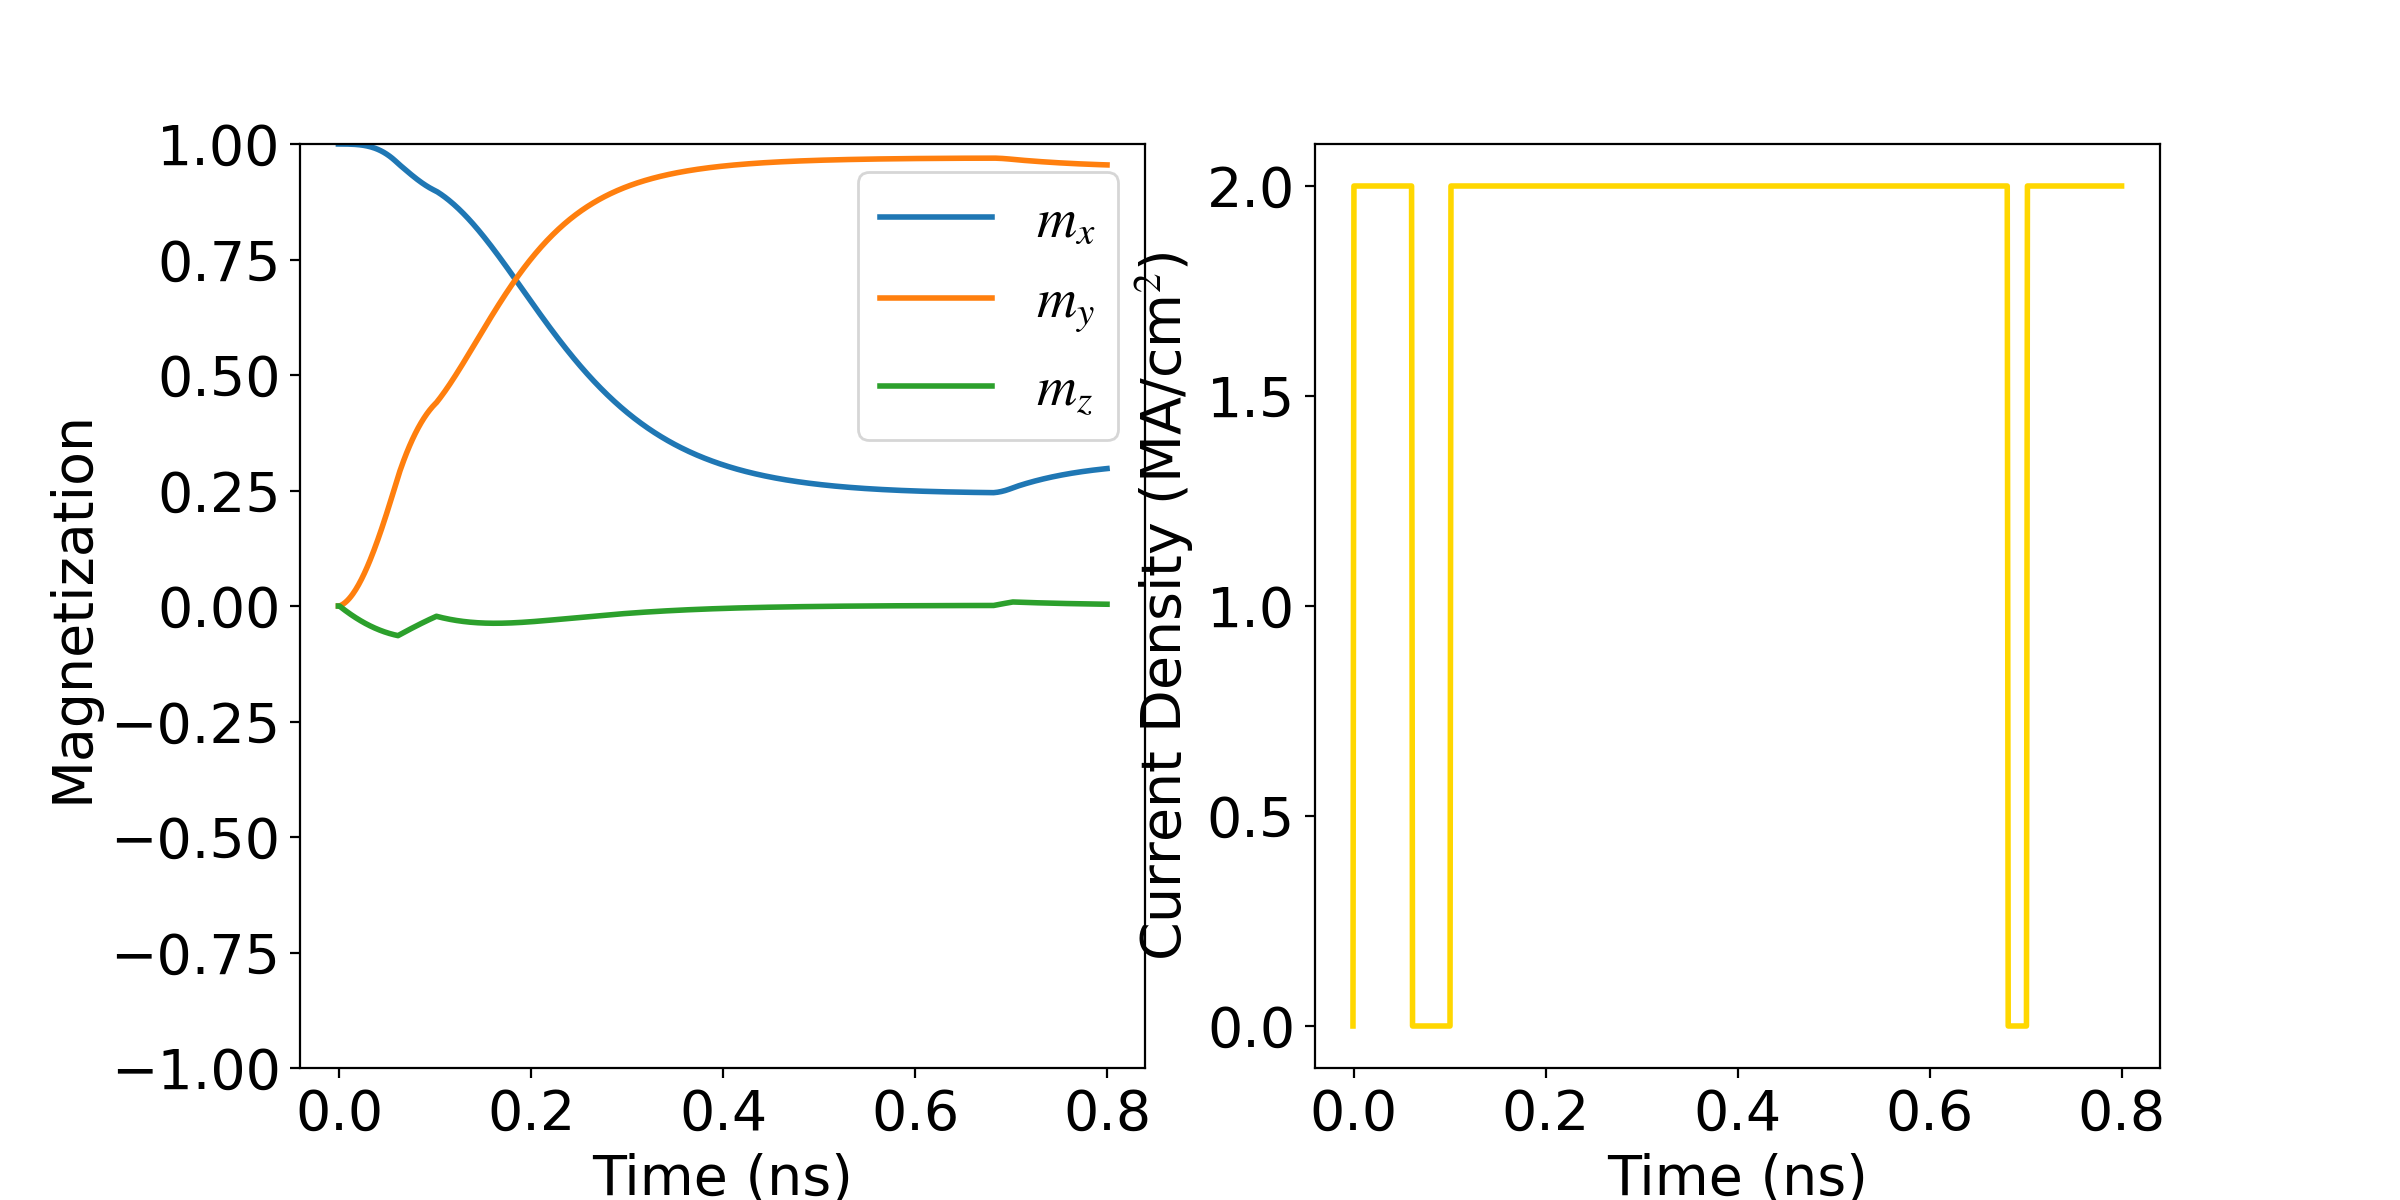 Magnetization
1.00
0.75
0.50
0.25
0.00
−0.25
−0.50
−0.75
−1.00
0.0 0.2 0.4 0.6 0.8
Time (ns)
m_x
m_y
m_z
Current Density (MA/cm²)
2.0
1.5
1.0
0.5
0.0
0.0 0.2 0.4 0.6 0.8
Time (ns)